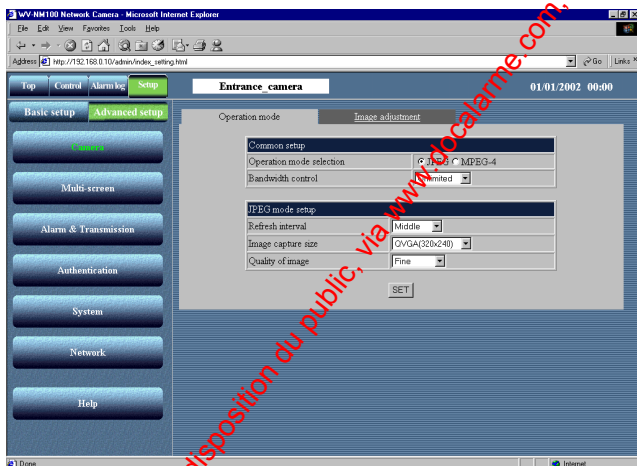 WV-NM100 Network Camera - Microsoft Internet Explorer
File Edit View Favorites Tools Help
Address http://192.168.0.10/admin/index_setting.html Go Links »
Top Control Alarm log Setup Entrance_camera 01/01/2002 00:00
Basic setup Advanced setup
Operation mode Image adjustment
Camera
Common setup
Operation mode selection JPEG MPEG-4
Bandwidth control Unlimited
Multi-screen
JPEG mode setup
Alarm & Transmission
Refresh interval Middle
Image capture size QVGA(320x240)
Quality of image Fine
Authentication
SET
System
Network
Help
Done Internet
disposition du public, via www.docalarme.com,